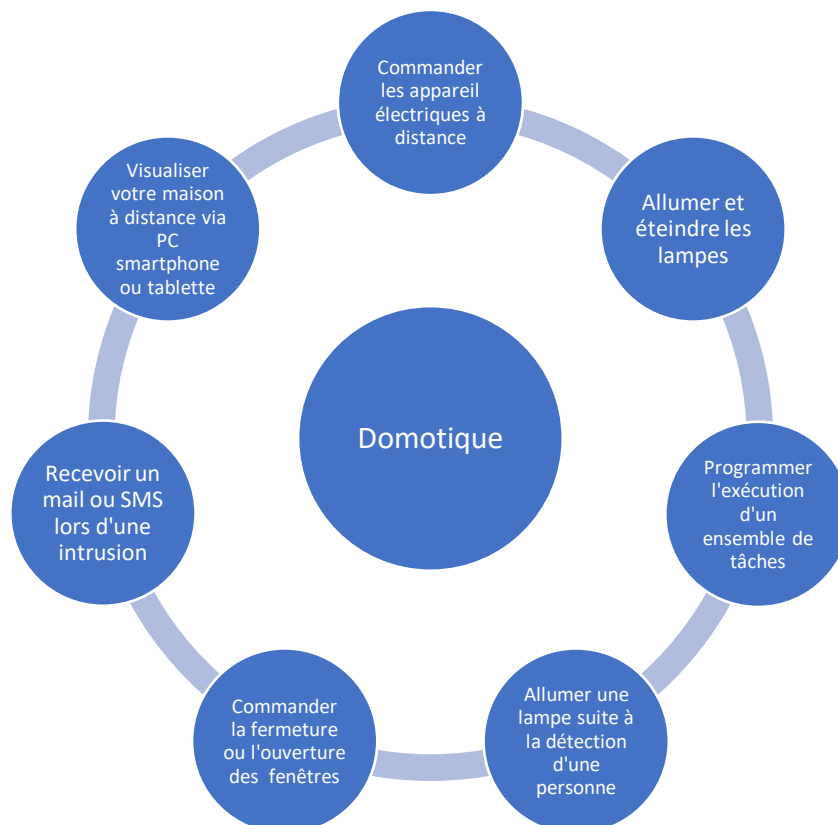 Commander
les appareil
électriques à
distance
Allumer et
éteindre les
lampes
Programmer
l'exécution
d'un
ensemble de
tâches
Allumer une
lampe suite à
la détection
d'une
personne
Commander
la fermeture
ou l'ouverture
des fenêtres
Recevoir un
mail ou SMS
lors d'une
intrusion
Visualiser
votre maison
à distance via
PC
smartphone
ou tablette
Domotique